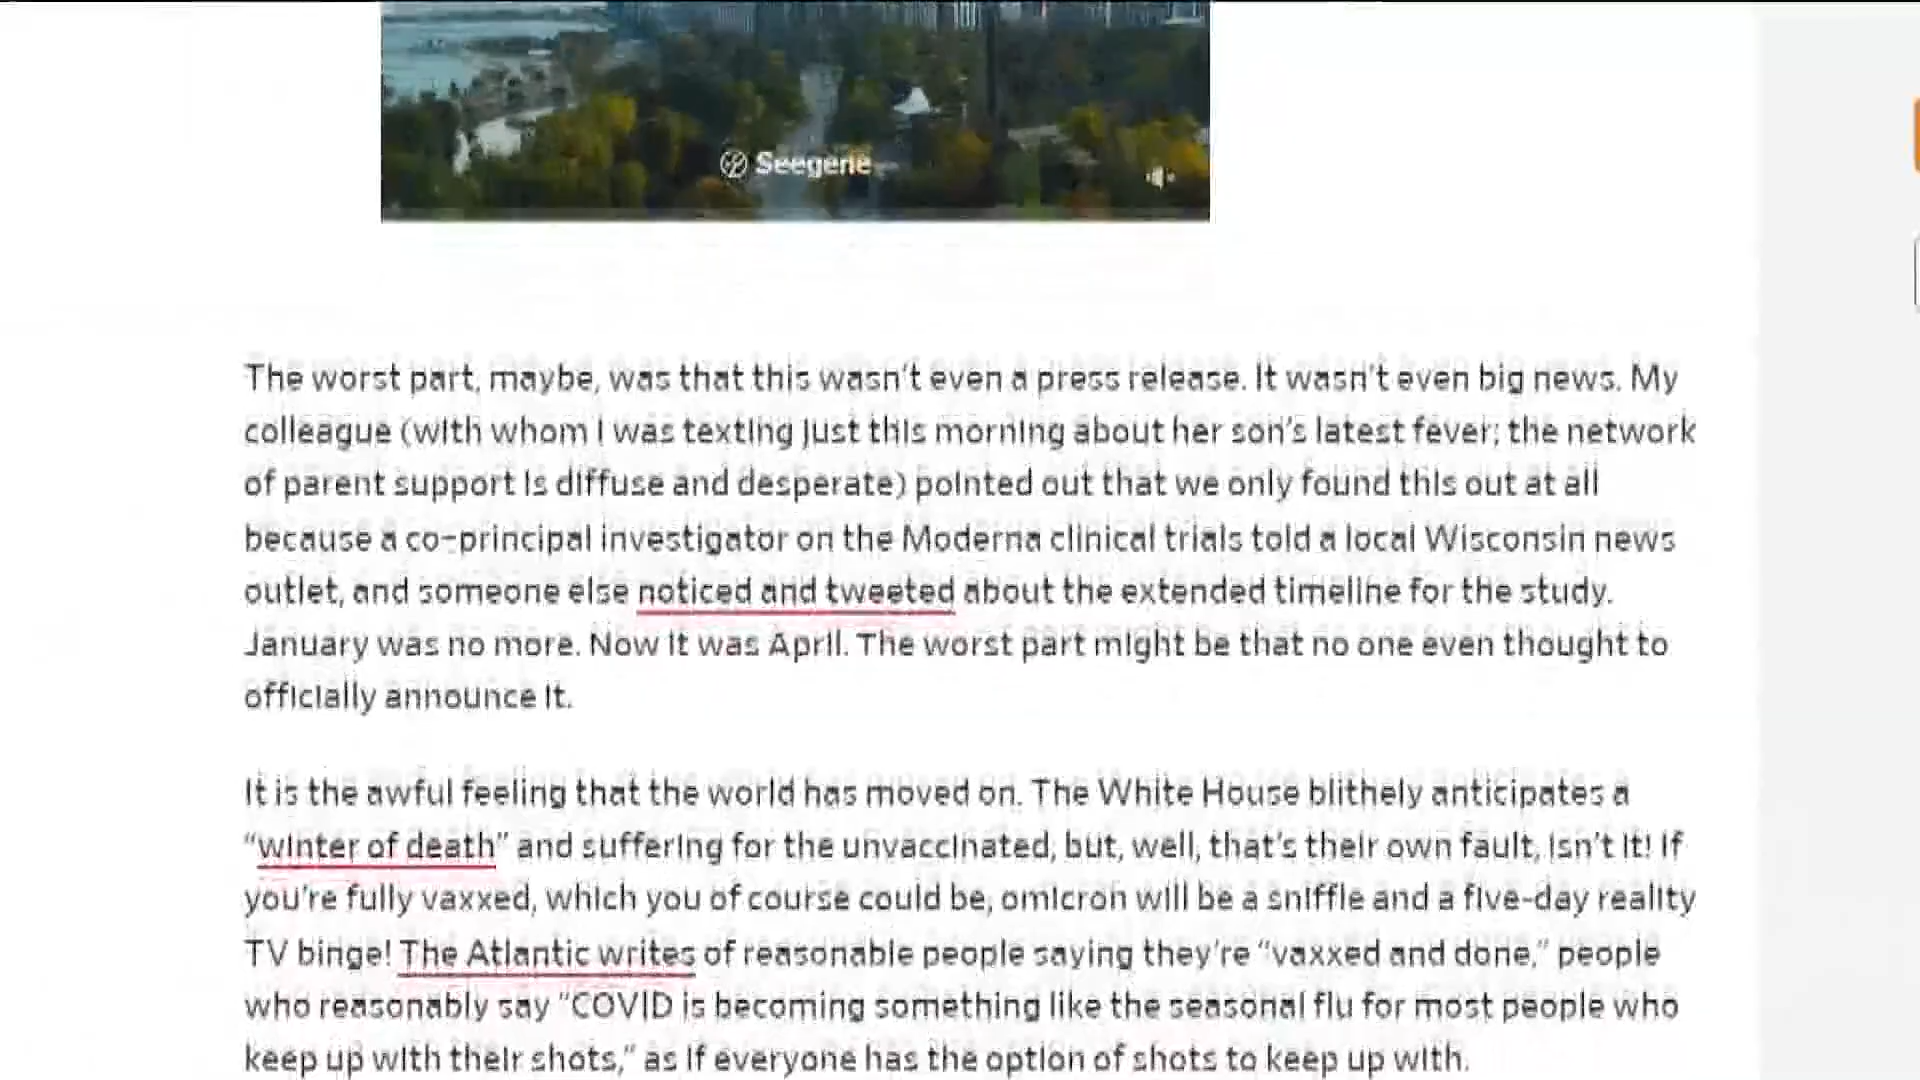 Seegene
The worst part, maybe, was that this wasn't even a press release. It wasn't even big news. My
colleague (with whom I was texting just this morning about her son's latest fever; the network
of parent support is diffuse and desperate) pointed out that we only found this out at all
because a co-principal investigator on the Moderna clinical trials told a local Wisconsin news
outlet, and someone else noticed and tweeted about the extended timeline for the study.
January was no more. Now it was April. The worst part might be that no one even thought to
officially announce it.
It is the awful feeling that the world has moved on. The White House blithely anticipates a
“winter of death” and suffering for the unvaccinated, but, well, that's their own fault, isn't it! If
you're fully vaxxed, which you of course could be, omicron will be a sniffle and a five-day reality
TV binge! The Atlantic writes of reasonable people saying they're “vaxxed and done,” people
who reasonably say “COVID is becoming something like the seasonal flu for most people who
keep up with their shots,” as if everyone has the option of shots to keep up with.